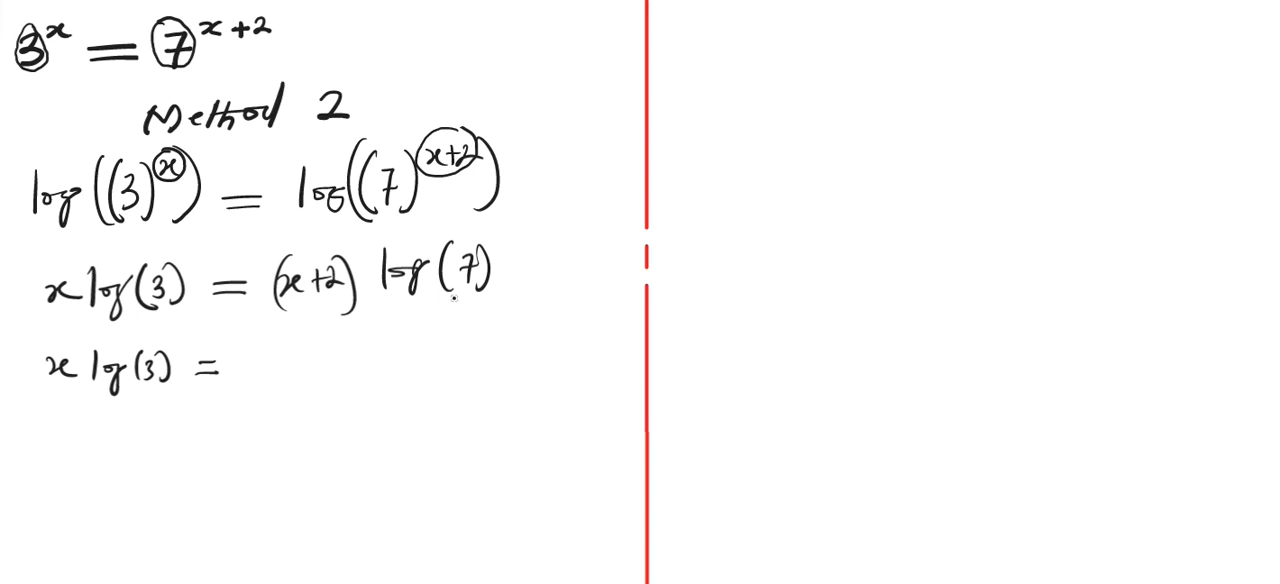 3^x = 7^x+2
Method 2
log((3)^x) = log((7)^x+2)
x log(3) = (x+2) log(7)
x log(3) =